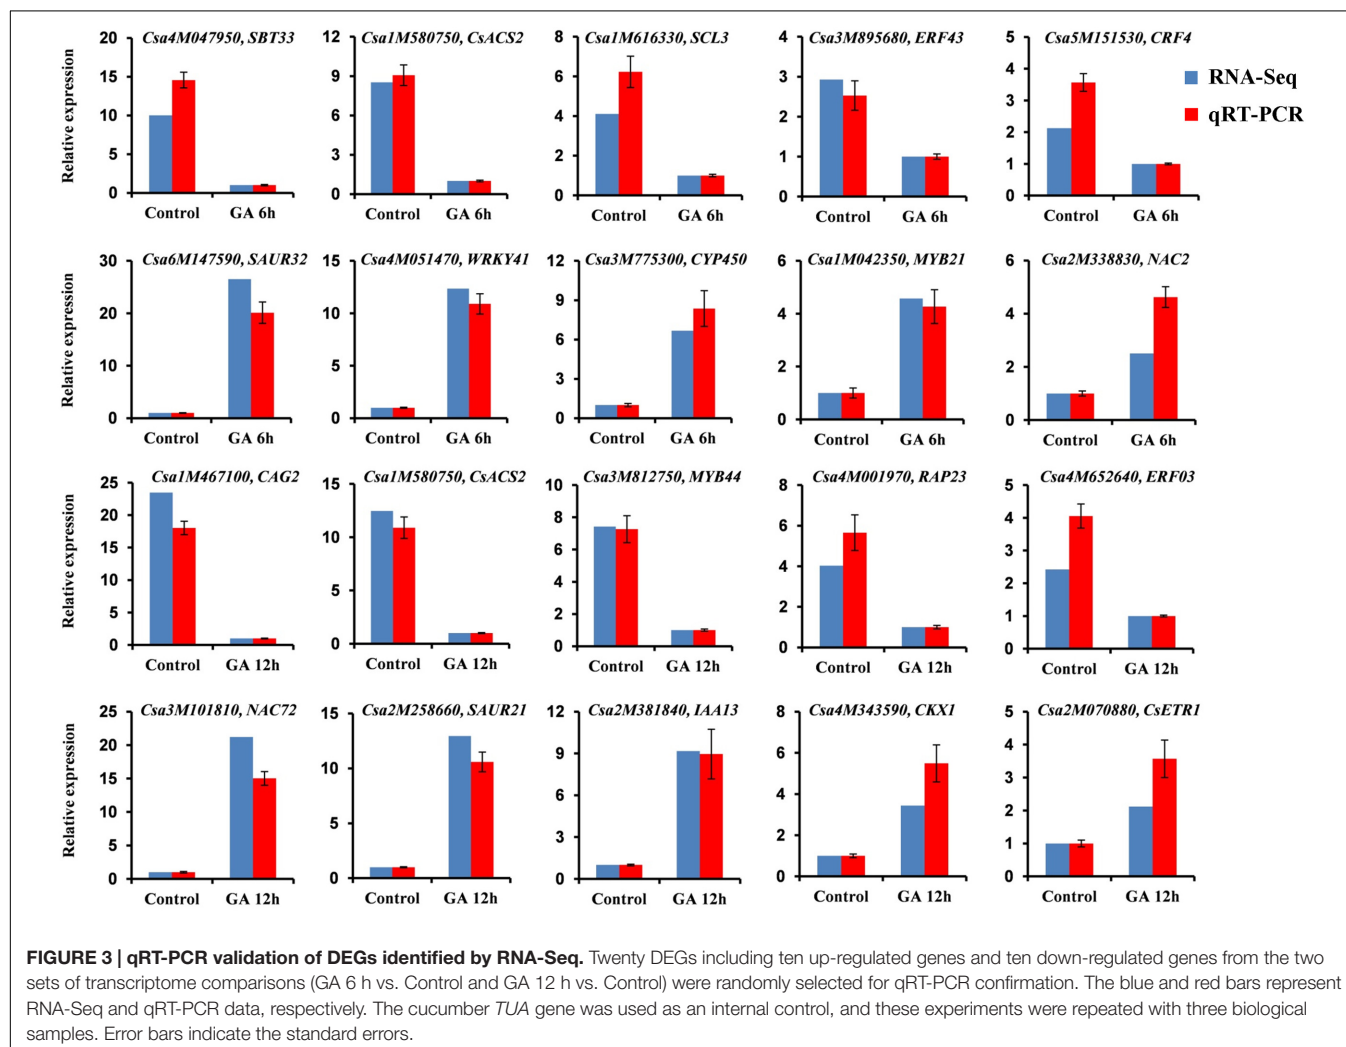 Csa4M047950, SBT33
Csa1M580750, CsACS2
Csa1M616330, SCL3
Csa3M895680, ERF43
Csa5M151530, CRF4
Relative expression
20
15
10
5
0
Control
GA 6h
12
9
6
3
0
Control
GA 6h
8
6
4
2
0
Control
GA 6h
4
3
2
1
0
Control
GA 6h
5
4
3
2
1
0
Control
GA 6h
RNA-Seq
qRT-PCR
Csa6M147590, SAUR32
Csa4M051470, WRKY41
Csa3M775300, CYP450
Csa1M042350, MYB21
Csa2M338830, NAC2
Relative expression
30
20
10
0
Control
GA 6h
15
10
5
0
Control
GA 6h
12
9
6
3
0
Control
GA 6h
6
4
2
0
Control
GA 6h
6
4
2
0
Control
GA 6h
Csa1M467100, CAG2
Csa1M580750, CsACS2
Csa3M812750, MYB44
Csa4M001970, RAP23
Csa4M652640, ERF03
Relative expression
25
20
15
10
5
0
Control
GA 12h
15
10
5
0
Control
GA 12h
10
8
6
4
2
0
Control
GA 12h
8
6
4
2
0
Control
GA 12h
5
4
3
2
1
0
Control
GA 12h
Csa3M101810, NAC72
Csa2M258660, SAUR21
Csa2M381840, IAA13
Csa4M343590, CKX1
Csa2M070880, CsETR1
Relative expression
25
20
15
10
5
0
Control
GA 12h
15
10
5
0
Control
GA 12h
12
9
6
3
0
Control
GA 12h
8
6
4
2
0
Control
GA 12h
5
4
3
2
1
0
Control
GA 12h
FIGURE 3 | qRT-PCR validation of DEGs identified by RNA-Seq. Twenty DEGs including ten up-regulated genes and ten down-regulated genes from the two
sets of transcriptome comparisons (GA 6 h vs. Control and GA 12 h vs. Control) were randomly selected for qRT-PCR confirmation. The blue and red bars represent
RNA-Seq and qRT-PCR data, respectively. The cucumber TUA gene was used as an internal control, and these experiments were repeated with three biological
samples. Error bars indicate the standard errors.